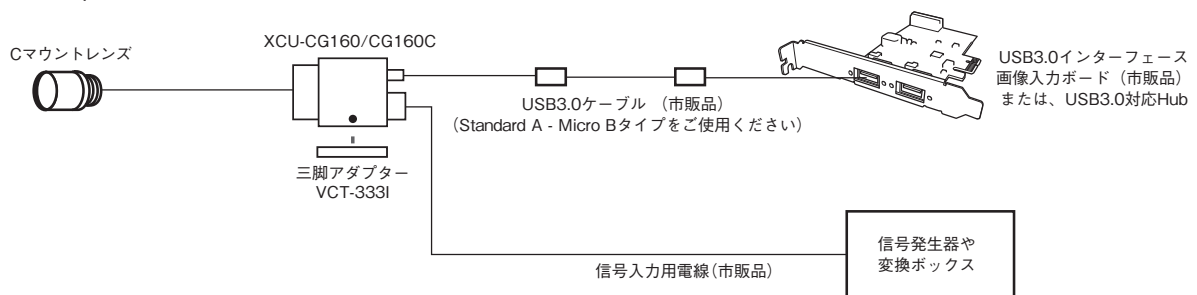 Cマウントレンズ
XCU-CG160/CG160C
USB3.0ケーブル （市販品）
（Standard A - Micro Bタイプをご使用ください）
USB3.0インターフェース
画像入力ボード（市販品）
または、USB3.0対応Hub
三脚アダプター
VCT-333I
信号入力用電線（市販品）
信号発生器や
変換ボックス